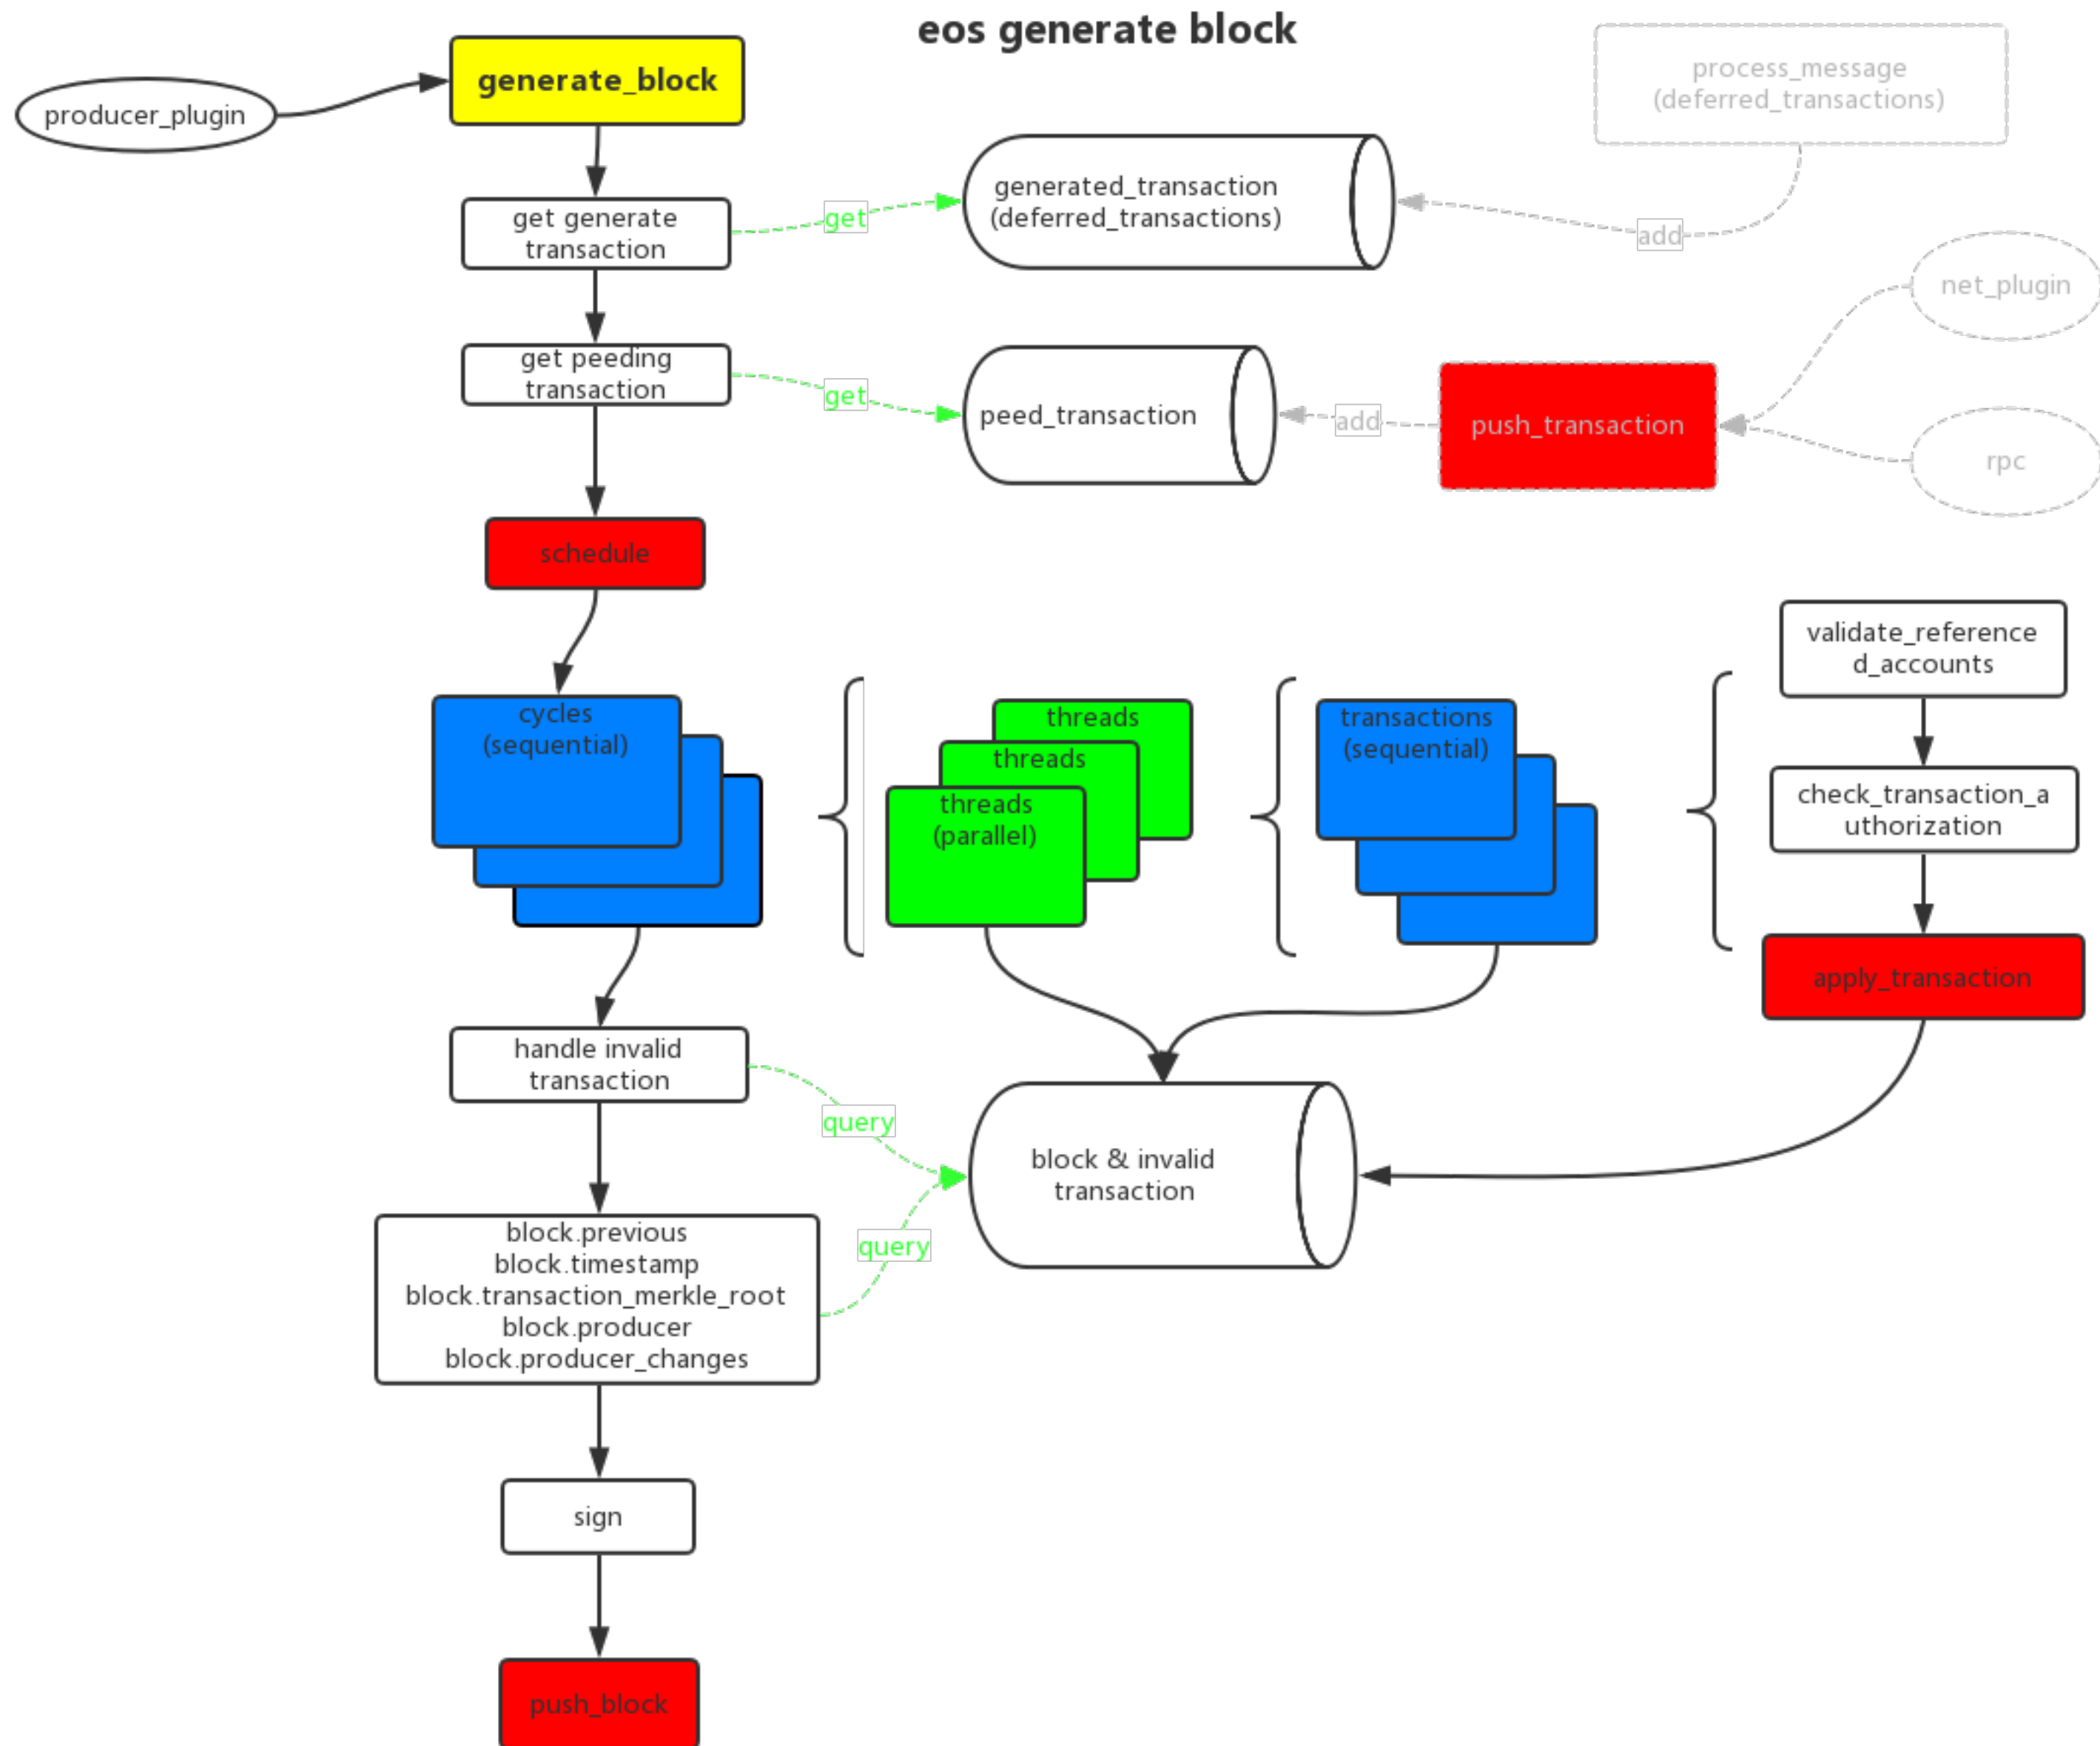 eos generate block
producer_plugin
generate_block
process_message
(deferred_transactions)
get generate
transaction
get
generated_transaction
(deferred_transactions)
add
net_plugin
get peeding
transaction
get
peed_transaction
add
push_transaction
rpc
schedule
cycles
(sequential)
threads
threads
threads
(parallel)
transactions
(sequential)
validate_reference
d_accounts
check_transaction_a
uthorization
apply_transaction
handle invalid
transaction
query
block & invalid
transaction
query
block.previous
block.timestamp
block.transaction_merkle_root
block.producer
block.producer_changes
sign
push_block